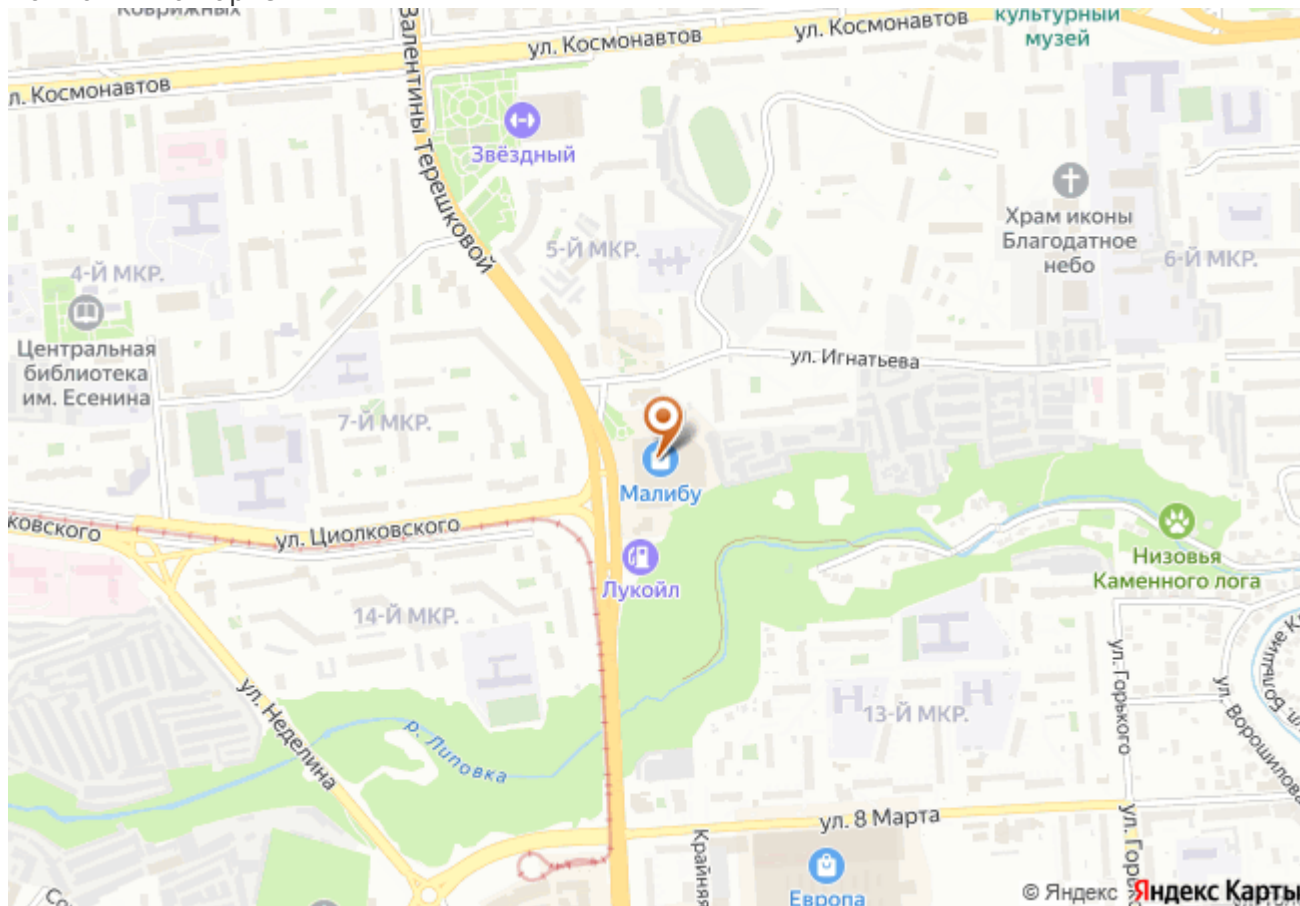 Коврижных
культурный
музей
ул. Космонавтов
ул. Космонавтов
л. Космонавтов
Валентины Терешковой
Звёздный
Храм иконы
Благодатное
небо
5-Й МКР.
6-Й МКР.
4-Й МКР.
Центральная
библиотека
им. Есенина
ул. Игнатьева
7-Й МКР.
Малибу
ковского
ул. Циолковского
Лукойл
Низовья
Каменного лога
14-Й МКР.
ул. Неделина
р. Липовка
13-Й МКР.
ул. Горького
ул. Ворошилова
ул. Большие К
ул. 8 Марта
ул. Горь
Крайняя
Европа
© Яндекс Яндекс Карты